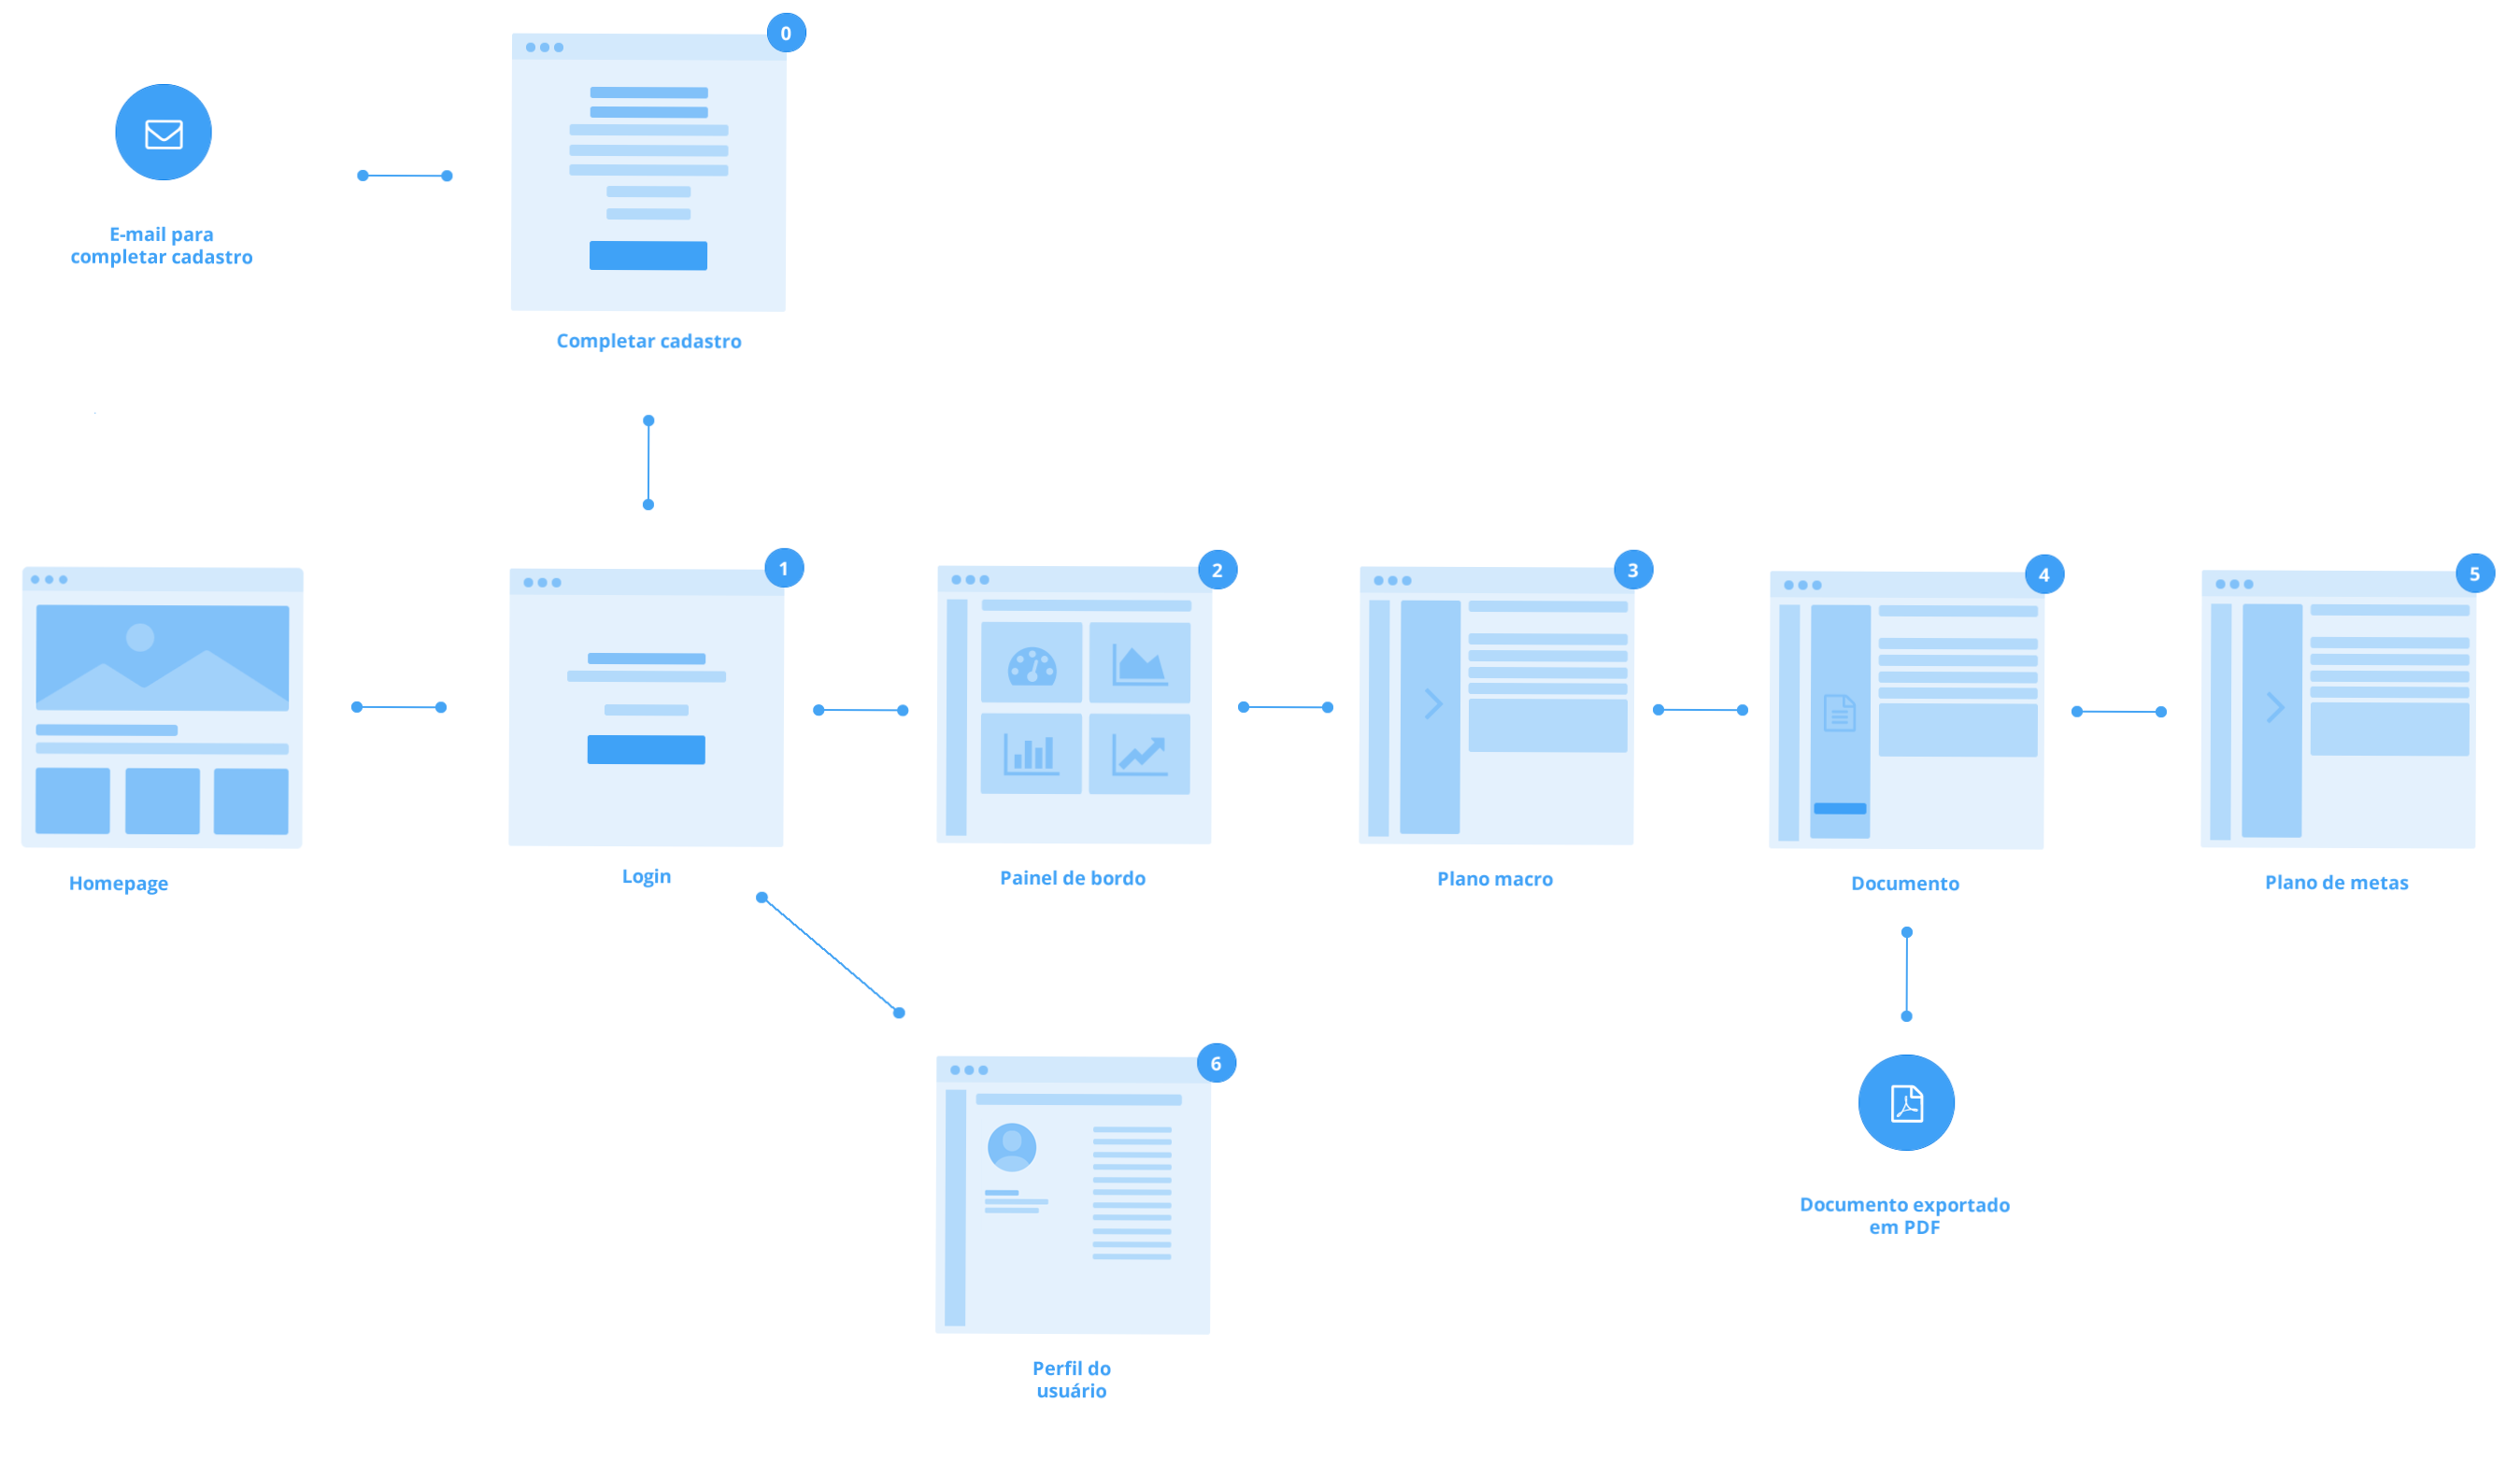 0
E-mail para
completar cadastro
Completar cadastro
1
2
3
4
5
Homepage
Login
Painel de bordo
Plano macro
Documento
Plano de metas
6
Documento exportado
em PDF
Perfil do
usuário